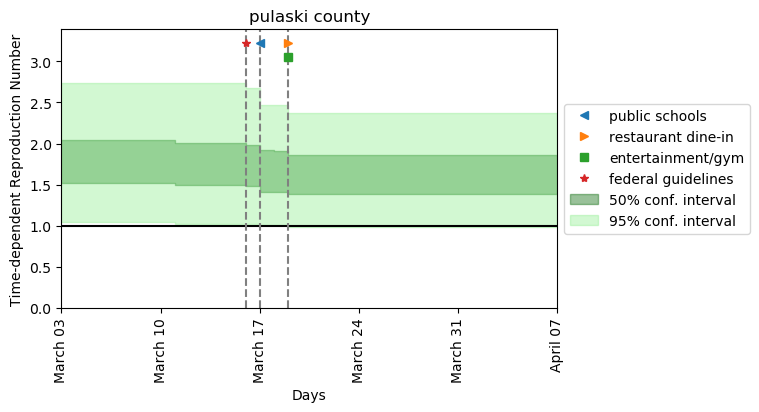 pulaski county
Time-dependent Reproduction Number
3.0
2.5
2.0
1.5
1.0
0.5
0.0
March 03
March 10
March 17
March 24
March 31
April 07
Days
public schools
restaurant dine-in
entertainment/gym
federal guidelines
50% conf. interval
95% conf. interval